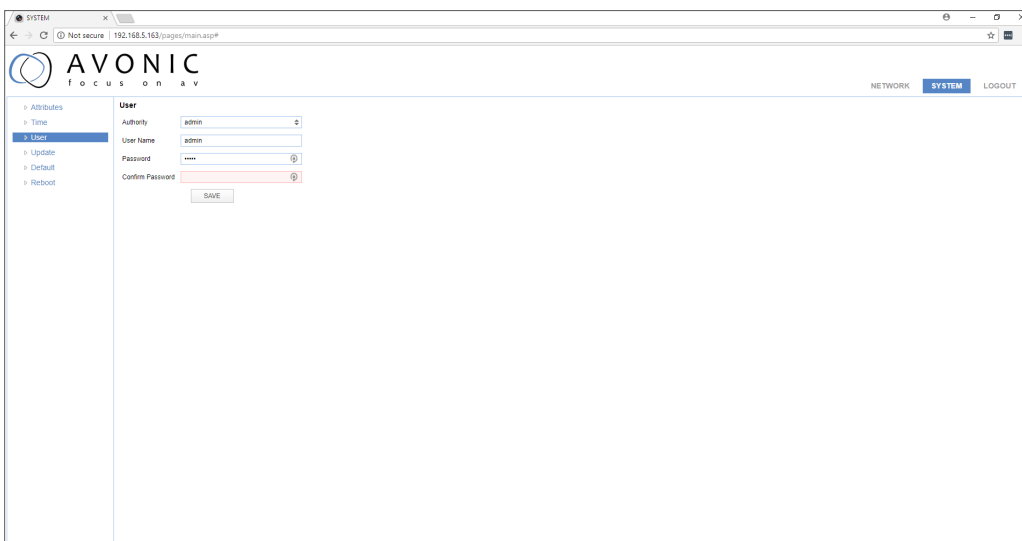 SYSTEM
Not secure | 192.168.5.163/pages/main.asp#
AVONIC
focus on av
NETWORK SYSTEM LOGOUT
Attributes
Time
User
Update
Default
Reboot
User
Authority admin
User Name admin
Password •••••
Confirm Password
SAVE